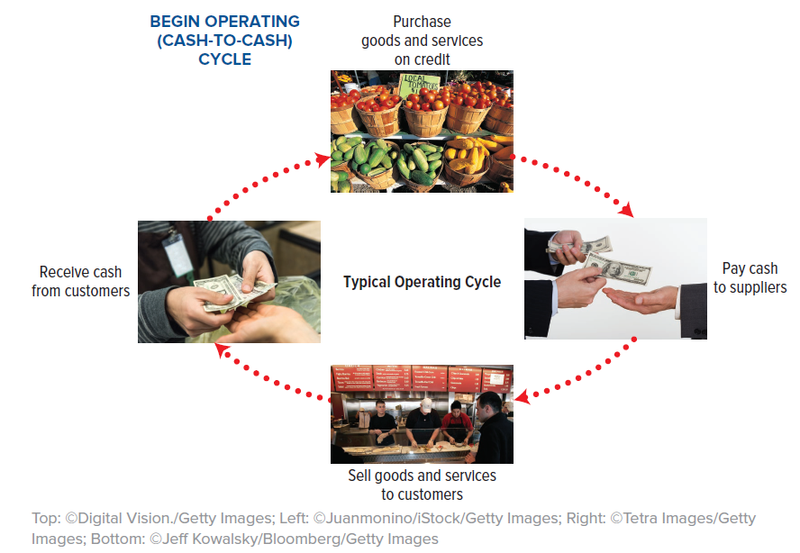 BEGIN OPERATING
(CASH-TO-CASH)
CYCLE
Purchase
goods and services
on credit
LOCAL
Receive cash
from customers
Typical Operating Cycle
Pay cash
to suppliers
Sell goods and services
to customers
Top: ©Digital Vision./Getty Images; Left: ©Juanmonino/iStock/Getty Images; Right: ©Tetra Images/Getty
Images; Bottom: ©Jeff Kowalsky/Bloomberg/Getty Images